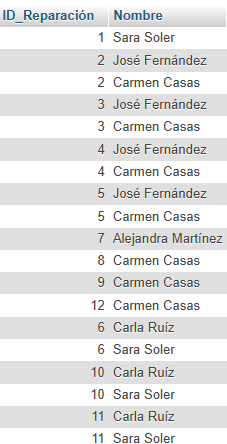 ID_Reparación Nombre
1 Sara Soler
2 José Fernández
2 Carmen Casas
3 José Fernández
3 Carmen Casas
4 José Fernández
4 Carmen Casas
5 José Fernández
5 Carmen Casas
7 Alejandra Martínez
8 Carmen Casas
9 Carmen Casas
12 Carmen Casas
6 Carla Ruíz
6 Sara Soler
10 Carla Ruíz
10 Sara Soler
11 Carla Ruíz
11 Sara Soler